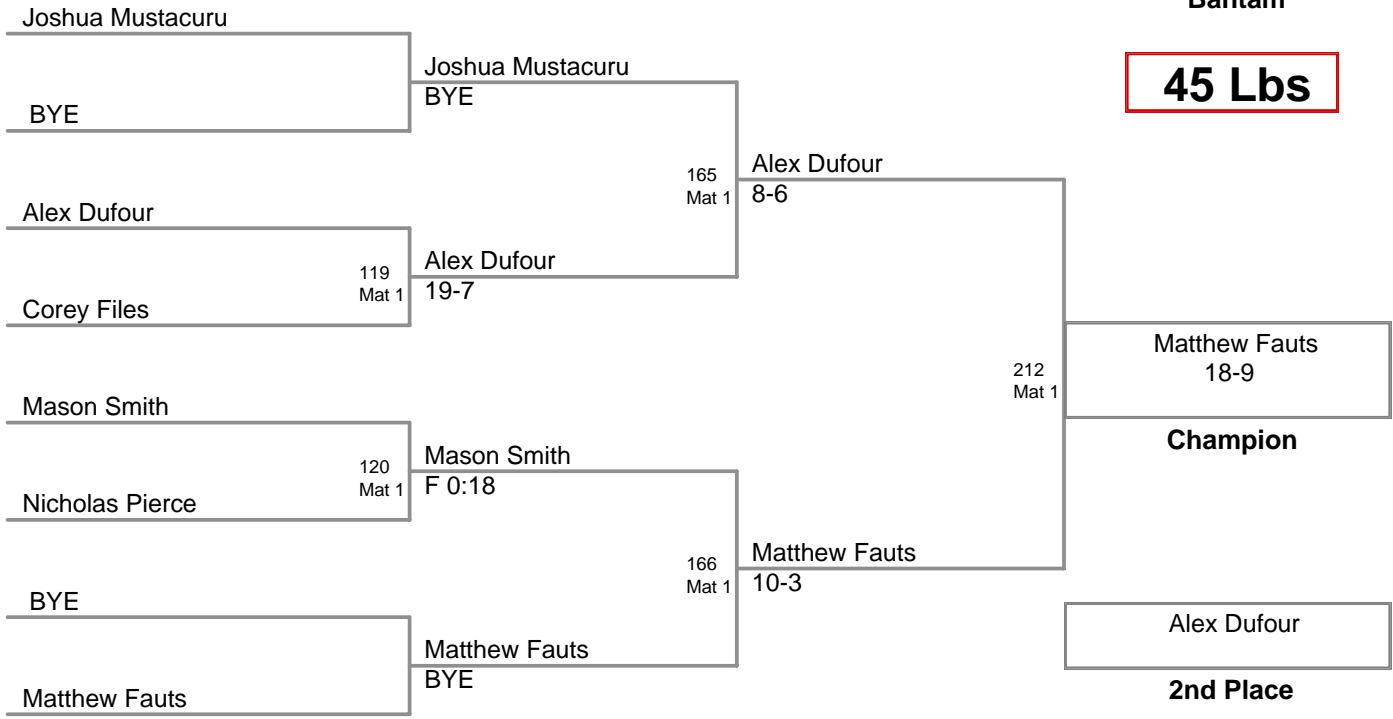 Bantam
45 Lbs
Joshua Mustacuru
BYE
Alex Dufour
Corey Files
Mason Smith
Nicholas Pierce
BYE
Matthew Fauts
119
Mat 1
120
Mat 1
Joshua Mustacuru
BYE
Alex Dufour
19-7
Mason Smith
F 0:18
Matthew Fauts
BYE
165
Mat 1
166
Mat 1
Alex Dufour
8-6
Matthew Fauts
10-3
212
Mat 1
Matthew Fauts
18-9
Champion
Alex Dufour
2nd Place